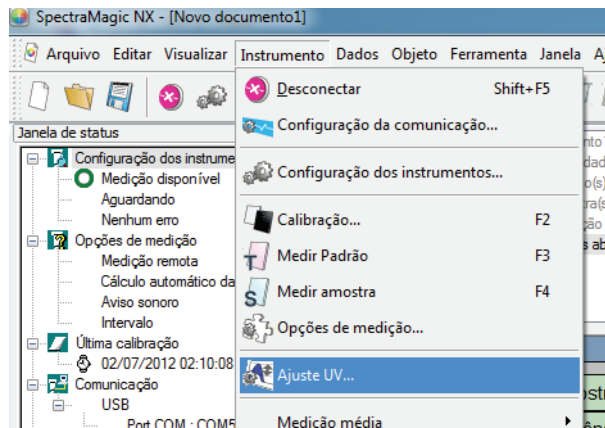 SpectraMagic NX - [Novo documento1]
Arquivo Editar Visualizar Instrumento Dados Objeto Ferramenta Janela
Janela de status
Configuração dos instrume
Medição disponível
Aguardando
Nenhum erro
Opções de medição
Medição remota
Cálculo automático da
Aviso sonoro
Intervalo
Última calibração
02/07/2012 02:10:08
Comunicação
USB
Port COM : COM5
Desconectar Shift+F5
Configuração da comunicação...
Configuração dos instrumentos...
Calibração... F2
Medir Padrão F3
Medir amostra F4
Opções de medição...
Ajuste UV...
Medição média